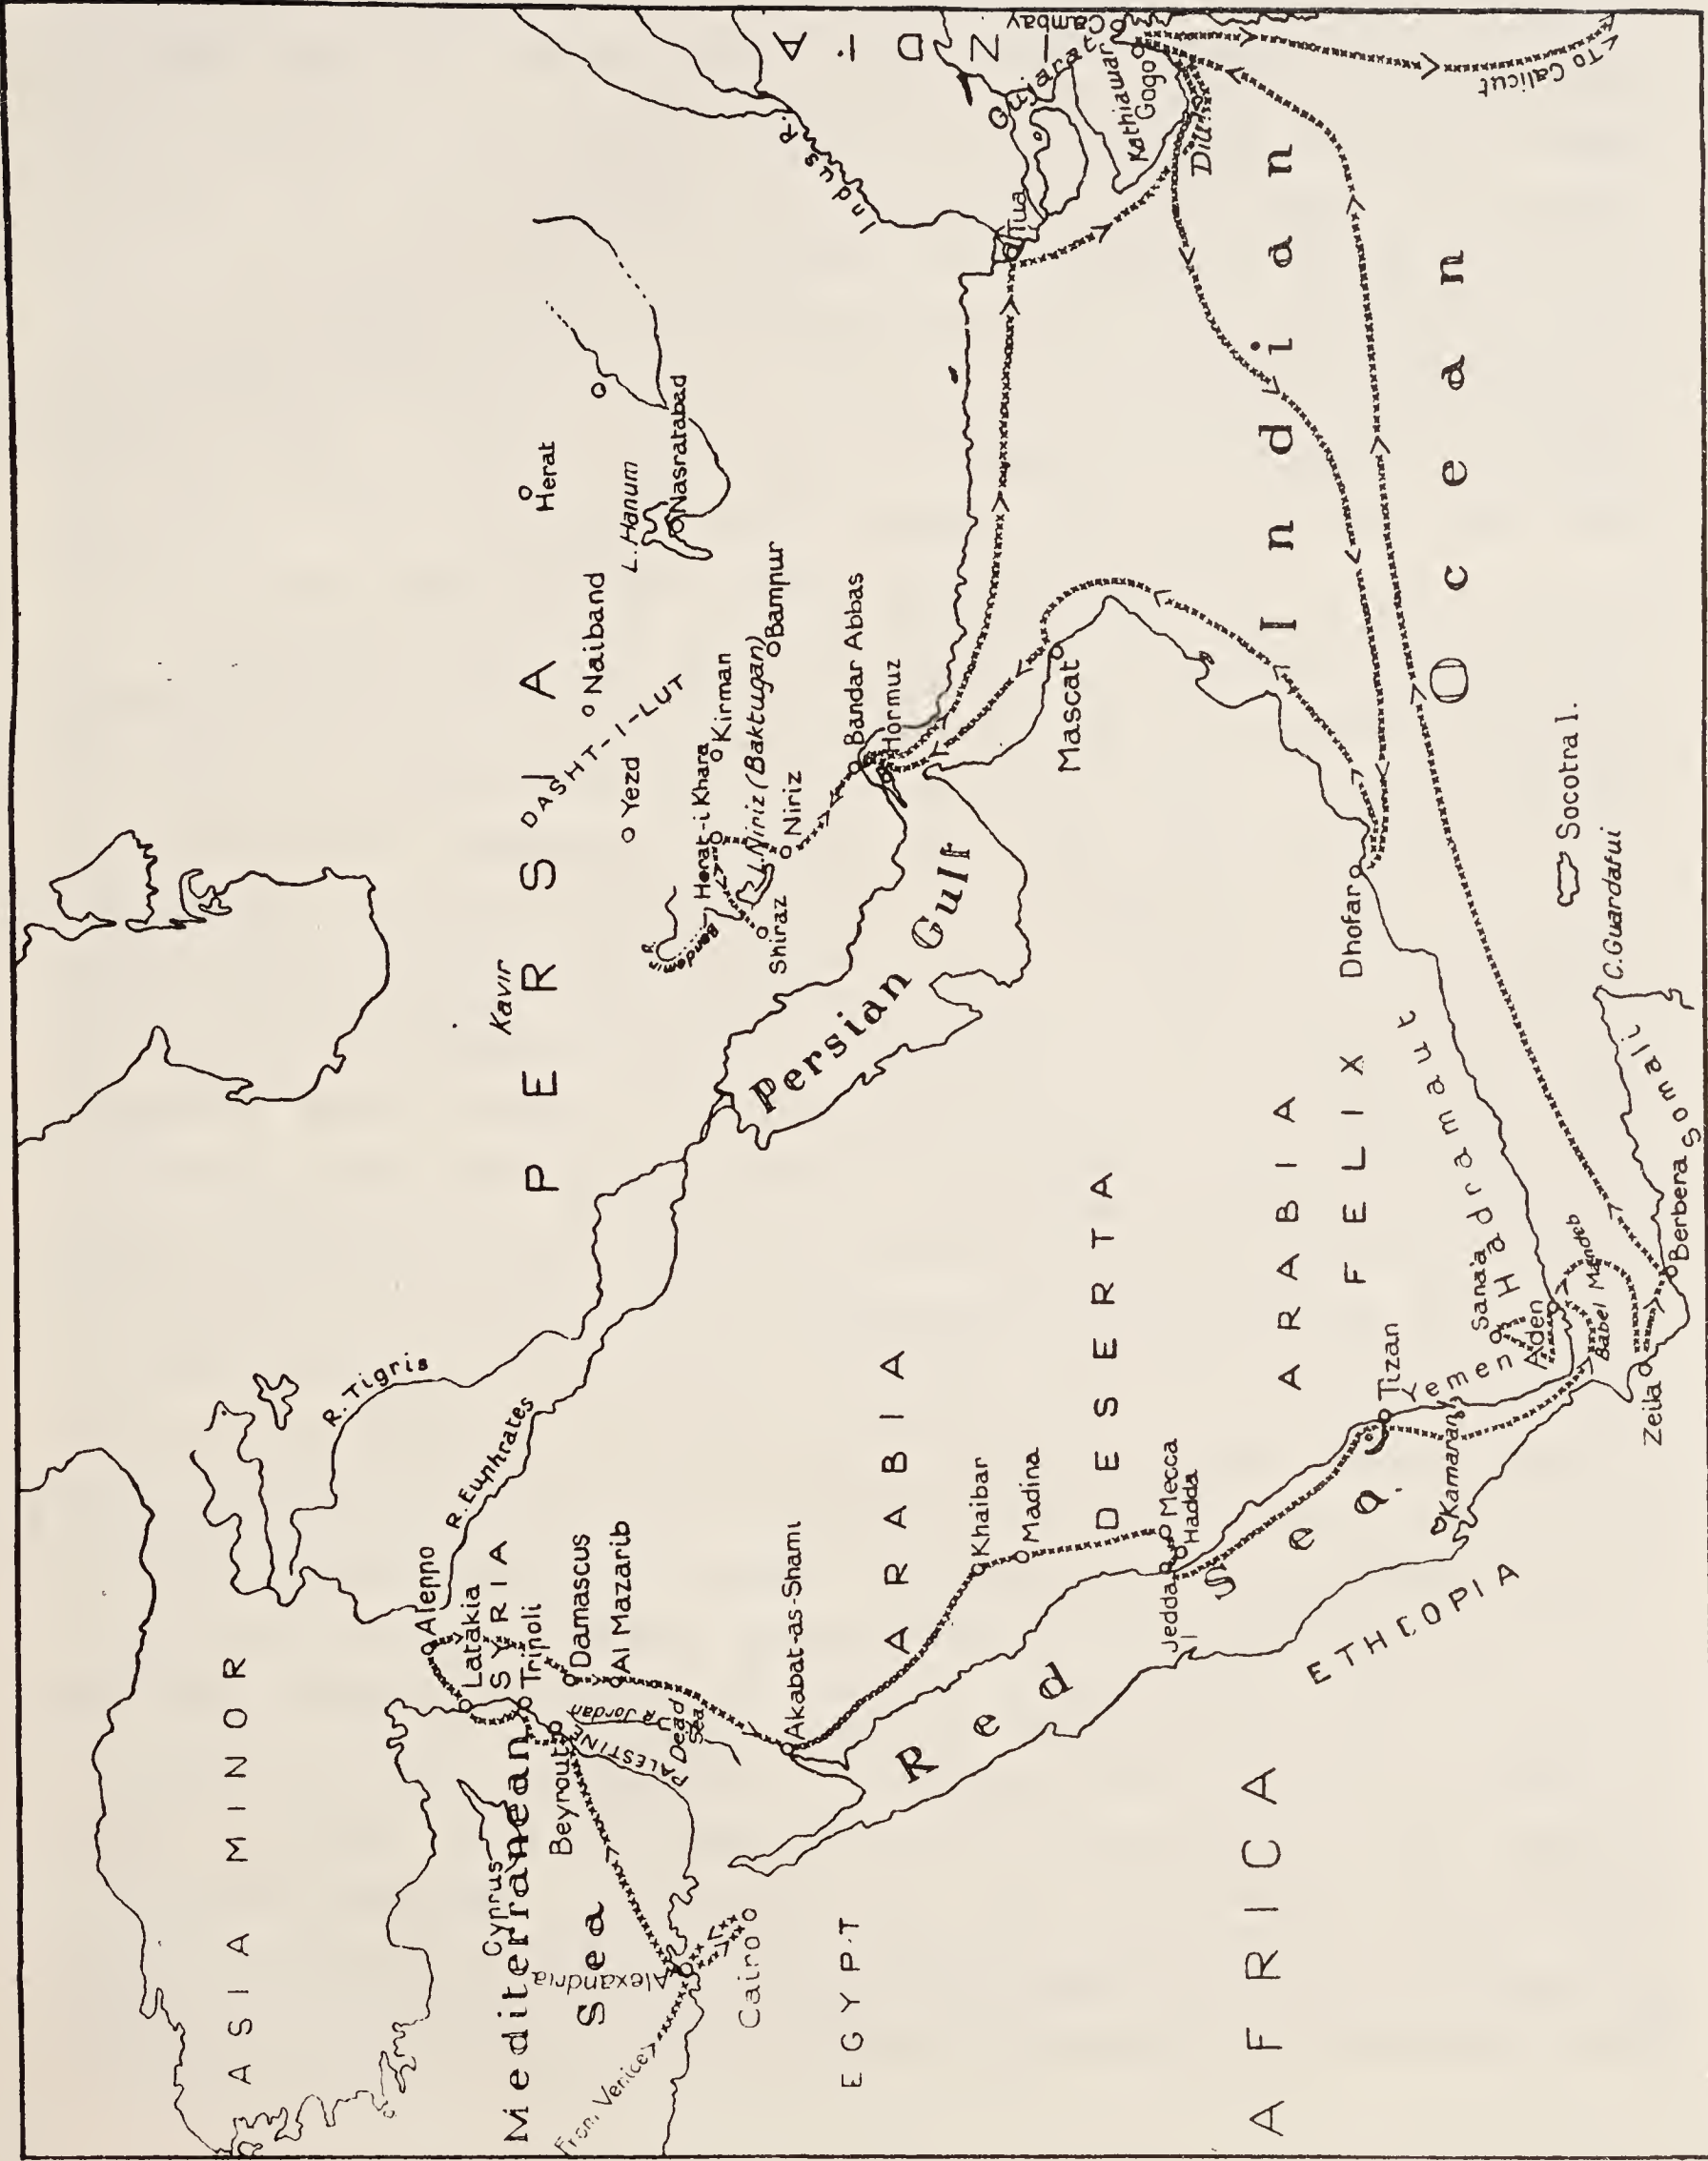 ASIA MINOR
Mediterranean
Sea
Cyprus
Alexandria
From Venice
Cairo
EGYPT
AFRICA
Aleppo
Latakia
SYRIA
Tripoli
Beyrout
Damascus
Al Mazarib
R. Jordan
PALESTINE
Dead
Sea
R. Tigris
R. Euphrates
Akabat-as-Shami
ARABIA
DESERTA
Khaibar
Madina
Mecca
Hadda
Jedda
Red
Sea.
ETHIOPIA
ARABIA
FELIX
Tizan
Kamaran
Yemen
Sana'a
Aden
Hadramaut
Babel Mandeb
Zeila
Berbera
Somali
C. Guardafui
Socotra I.
Dhofar
PERSIA
Kavir
DASHT-I-LUT
Yezd
Naiband
Herat
L. Hanum
Nasratabad
Kirman
Herat-i Khara
L. Niriz (Baktugan)
Bampur
Bandamis R.
Shiraz
Niriz
Bandar Abbas
Hormuz
Persian Gulf
Mascat
Indian
Ocean
INDIA
Indus R.
Gujarat
Cambay
Kathiawar
Gogo
Diu
To Calicut